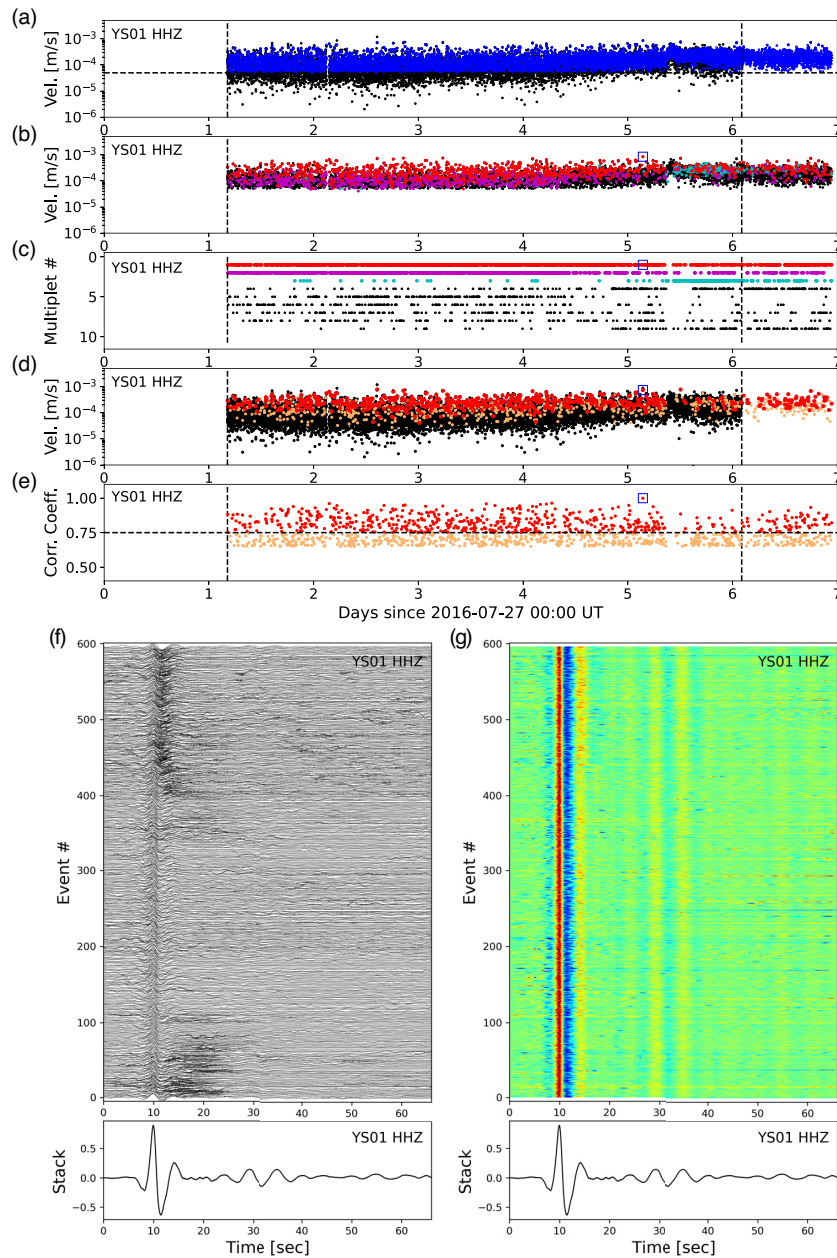 (a)
YS01 HHZ
Vel. [m/s]
10⁻³
10⁻⁴
10⁻⁵
10⁻⁶
0 1 2 3 4 5 6 7
(b)
YS01 HHZ
Vel. [m/s]
10⁻³
10⁻⁴
10⁻⁵
10⁻⁶
0 1 2 3 4 5 6 7
(c)
YS01 HHZ
Multiplet #
0
5
10
0 1 2 3 4 5 6 7
(d)
YS01 HHZ
Vel. [m/s]
10⁻³
10⁻⁴
10⁻⁵
10⁻⁶
0 1 2 3 4 5 6 7
(e)
YS01 HHZ
Corr. Coeff.
1.00
0.75
0.50
0 1 2 3 4 5 6 7
Days since 2016-07-27 00:00 UT
(f)
YS01 HHZ
Event #
600
500
400
300
200
100
0
0 10 20 30 40 50 60
YS01 HHZ
Stack
0.5
0.0
−0.5
0 10 20 30 40 50 60
Time [sec]
(g)
YS01 HHZ
Event #
600
500
400
300
200
100
0
0 10 20 30 40 50 60
YS01 HHZ
Stack
0.5
0.0
−0.5
0 10 20 30 40 50 60
Time [sec]